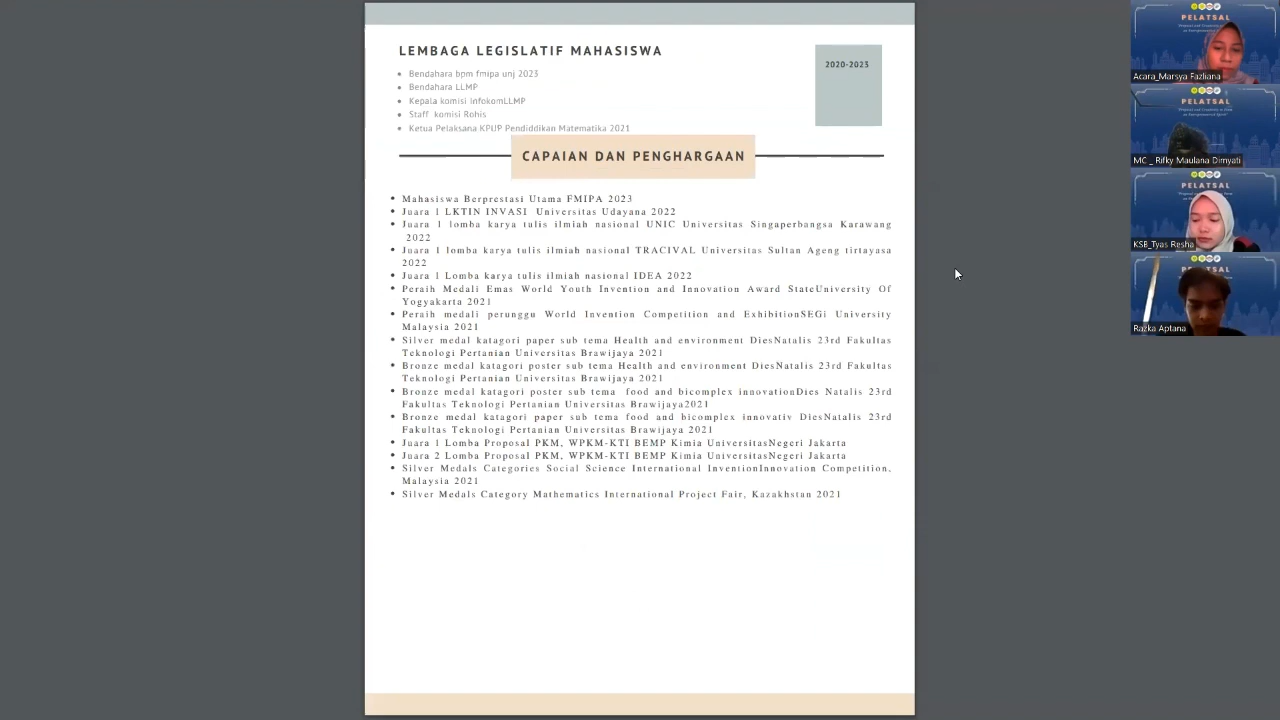 LEMBAGA LEGISLATIF MAHASISWA
2020-2023
Bendahara bpm fmipa unj 2023
Bendahara LLMP
Kepala komisi InfokomLLMP
Staff komisi Rohis
Ketua Pelaksana KPUP Pendiddikan Matematika 2021
CAPAIAN DAN PENGHARGAAN
Mahasiswa Berprestasi Utama FMIPA 2023
Juara 1 LKTIN INVASI Universitas Udayana 2022
Juara 1 lomba karya tulis ilmiah nasional UNIC Universitas Singaperbangsa Karawang
2022
Juara 1 lomba karya tulis ilmiah nasional TRACIVAL Universitas Sultan Ageng tirtayasa
2022
Juara 1 Lomba karya tulis ilmiah nasional IDEA 2022
Peraih Medali Emas World Youth Invention and Innovation Award StateUniversity Of
Yogyakarta 2021
Peraih medali perunggu World Invention Competition and ExhibitionSEGi University
Malaysia 2021
Silver medal katagori paper sub tema Health and environment DiesNatalis 23rd Fakultas
Teknologi Pertanian Universitas Brawijaya 2021
Bronze medal katagori poster sub tema Health and environment DiesNatalis 23rd Fakultas
Teknologi Pertanian Universitas Brawijaya 2021
Bronze medal katagori poster sub tema food and bicomplex innovationDies Natalis 23rd
Fakultas Teknologi Pertanian Universitas Brawijaya2021
Bronze medal katagori paper sub tema food and bicomplex innovativ DiesNatalis 23rd
Fakultas Teknologi Pertanian Universitas Brawijaya 2021
Juara 1 Lomba Proposal PKM, WPKM-KTI BEMP Kimia UniversitasNegeri Jakarta
Juara 2 Lomba Proposal PKM, WPKM-KTI BEMP Kimia UniversitasNegeri Jakarta
Silver Medals Categories Social Science International InventionInnovation Competition,
Malaysia 2021
Silver Medals Category Mathematics International Project Fair, Kazakhstan 2021
PELATSAL
Acara_Marsya Fazliana
PELATSAL
MC _ Rifky Maulana Dimyati
PELATSAL
KSB_Tyas Resha
PELATSAL
Razka Aptana